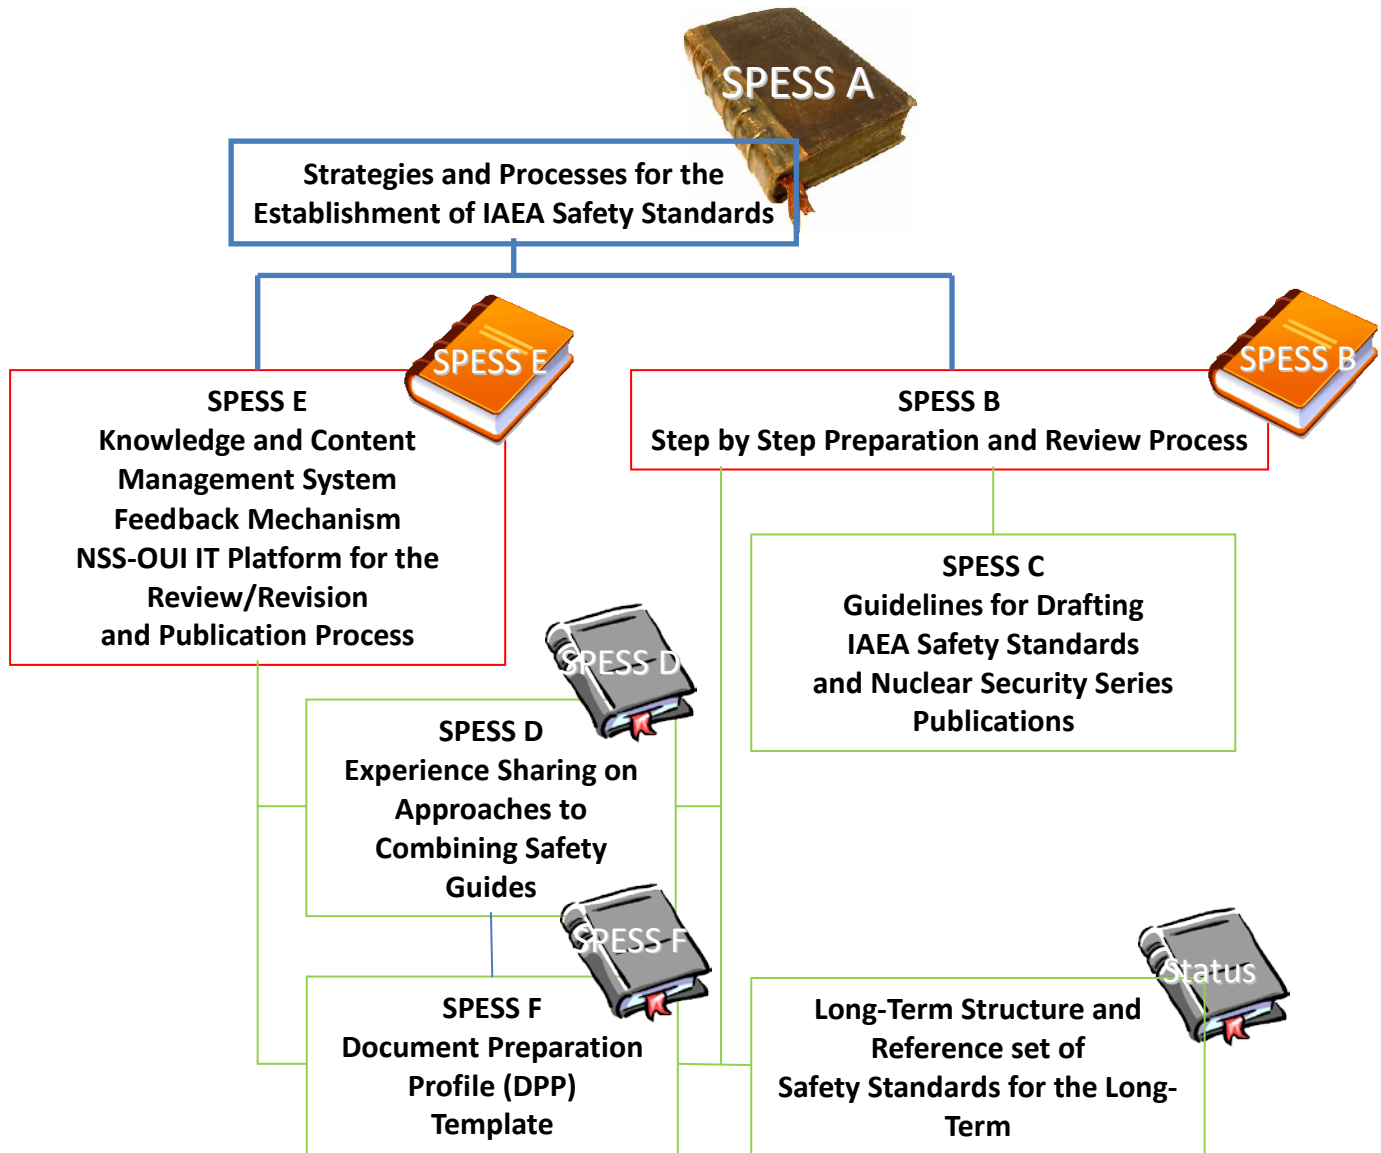 SPESS A
Strategies and Processes for the
Establishment of IAEA Safety Standards
SPESS E
SPESS E
Knowledge and Content
Management System
Feedback Mechanism
NSS-OUI IT Platform for the
Review/Revision
and Publication Process
SPESS B
SPESS B
Step by Step Preparation and Review Process
SPESS C
Guidelines for Drafting
IAEA Safety Standards
and Nuclear Security Series
Publications
SPESS D
SPESS D
Experience Sharing on
Approaches to
Combining Safety
Guides
SPESS F
SPESS F
Document Preparation
Profile (DPP)
Template
Status
Long-Term Structure and
Reference set of
Safety Standards for the Long-
Term